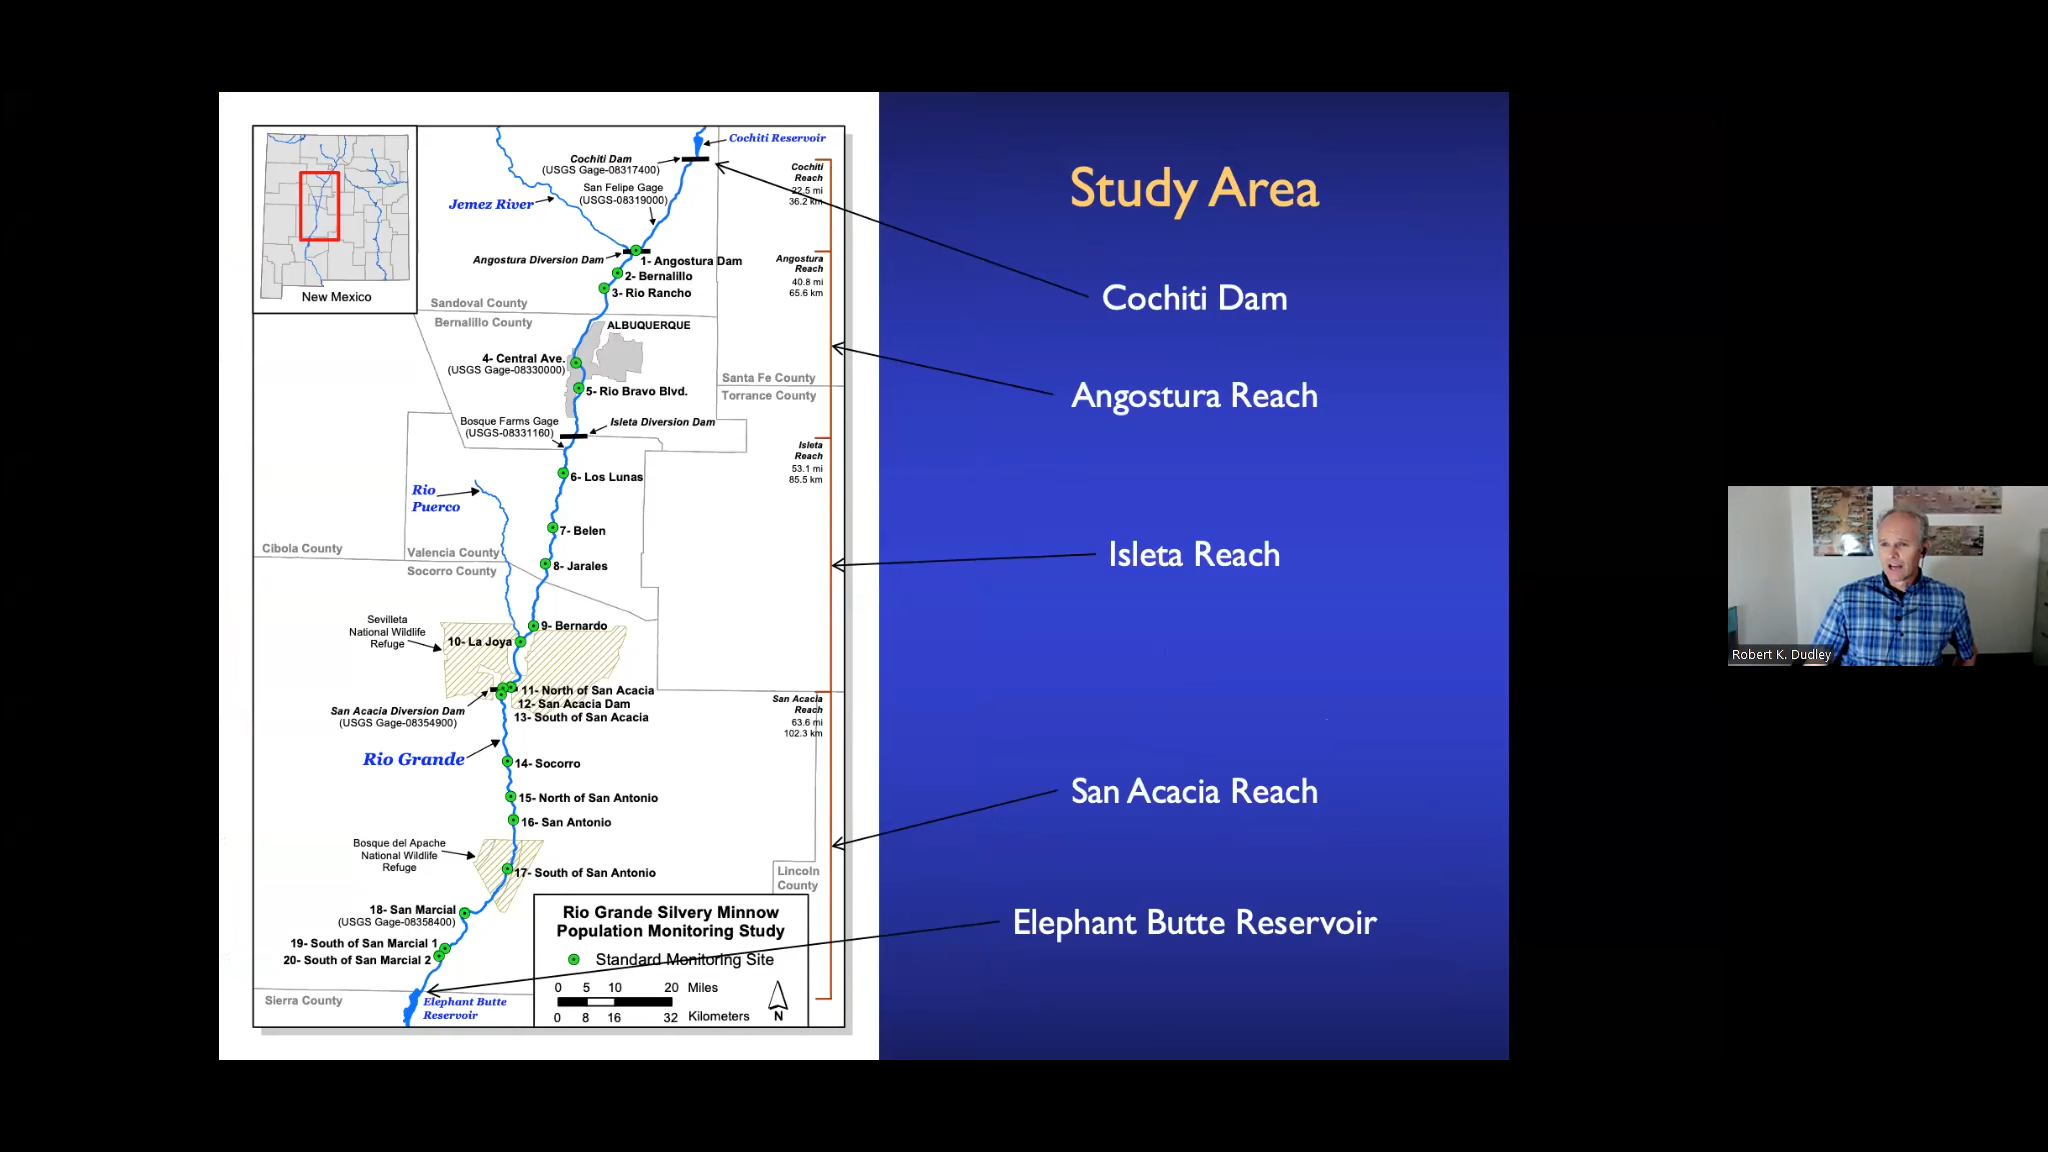 Cochiti Reservoir
Cochiti Dam
(USGS Gage-08317400)
San Felipe Gage
(USGS-08319000)
Jemez River
Cochiti
Reach
22.5 mi
36.2 km
New Mexico
Angostura Diversion Dam
1- Angostura Dam
2- Bernalillo
3- Rio Rancho
Angostura
Reach
40.8 mi
65.6 km
Sandoval County
Bernalillo County
ALBUQUERQUE
4- Central Ave.
(USGS Gage-08330000)
5- Rio Bravo Blvd.
Santa Fe County
Torrance County
Bosque Farms Gage
(USGS-08331160)
Isleta Diversion Dam
Isleta
Reach
53.1 mi
85.5 km
6- Los Lunas
Rio
Puerco
7- Belen
Cibola County
Valencia County
Socorro County
8- Jarales
Sevilleta
National Wildlife
Refuge
9- Bernardo
10- La Joya
11- North of San Acacia
12- San Acacia Dam
13- South of San Acacia
San Acacia Diversion Dam
(USGS Gage-08354900)
San Acacia
Reach
63.6 mi
102.3 km
Rio Grande
14- Socorro
15- North of San Antonio
16- San Antonio
Bosque del Apache
National Wildlife
Refuge
17- South of San Antonio
Lincoln
County
18- San Marcial
(USGS Gage-08358400)
19- South of San Marcial 1
20- South of San Marcial 2
Sierra County
Elephant Butte
Reservoir
Rio Grande Silvery Minnow
Population Monitoring Study
Standard Monitoring Site
0 5 10 20 Miles
0 8 16 32 Kilometers
N
Study Area
Cochiti Dam
Angostura Reach
Isleta Reach
San Acacia Reach
Elephant Butte Reservoir
Robert K. Dudley